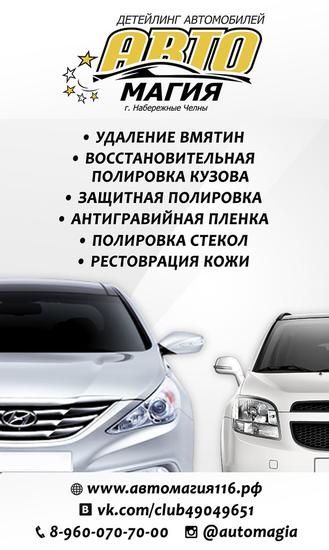 ДЕТЕЙЛИНГ АВТОМОБИЛЕЙ
АВТО
МАГИЯ
г. Набережные Челны
• УДАЛЕНИЕ ВМЯТИН
• ВОССТАНОВИТЕЛЬНАЯ
ПОЛИРОВКА КУЗОВА
• ЗАЩИТНАЯ ПОЛИРОВКА
• АНТИГРАВИЙНАЯ ПЛЕНКА
• ПОЛИРОВКА СТЕКОЛ
• РЕСТОВРАЦИЯ КОЖИ
www.автомагия116.рф
vk.com/club49049651
8-960-070-70-00 @automagia